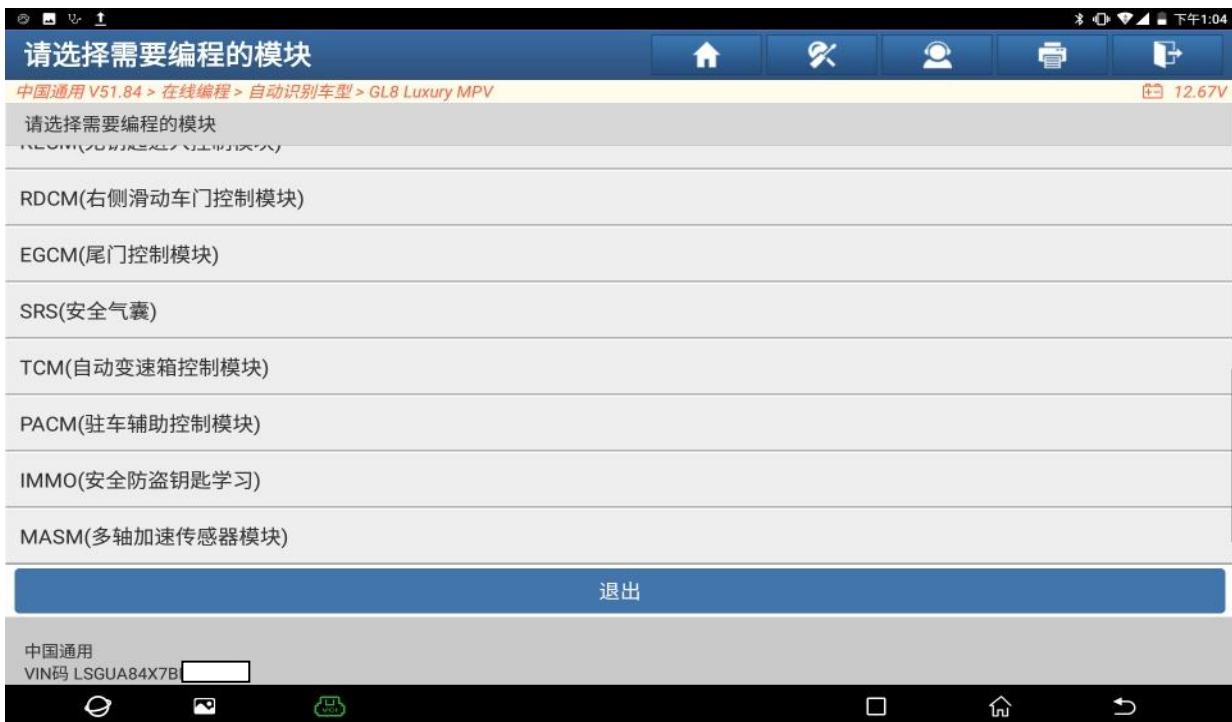 下午1:04
请选择需要编程的模块
中国通用 V51.84 > 在线编程 > 自动识别车型 > GL8 Luxury MPV
12.67V
请选择需要编程的模块
RDCM(右侧滑动车门控制模块)
EGCM(尾门控制模块)
SRS(安全气囊)
TCM(自动变速箱控制模块)
PACM(驻车辅助控制模块)
IMMO(安全防盗钥匙学习)
MASM(多轴加速传感器模块)
退出
中国通用
VIN码 LSGUA84X7B
VCI